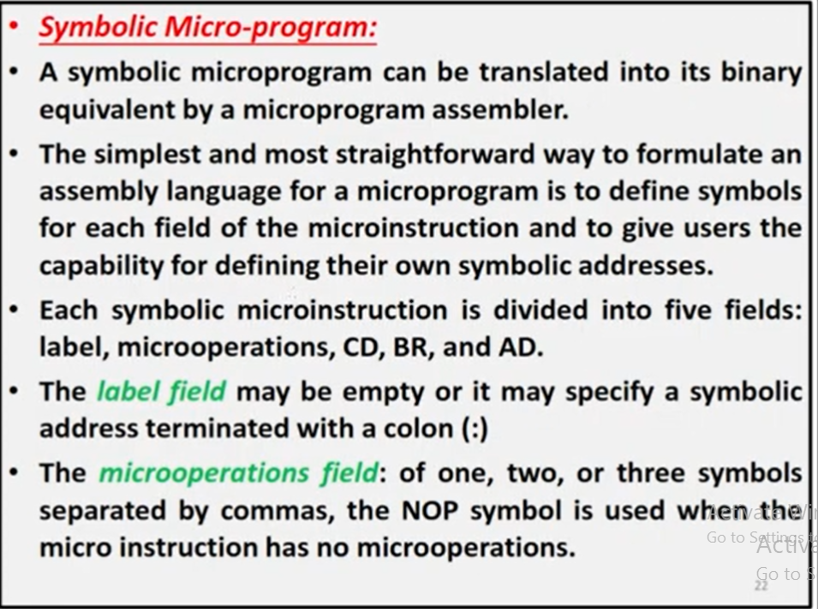 • Symbolic Micro-program:
• A symbolic microprogram can be translated into its binary
equivalent by a microprogram assembler.
• The simplest and most straightforward way to formulate an
assembly language for a microprogram is to define symbols
for each field of the microinstruction and to give users the
capability for defining their own symbolic addresses.
• Each symbolic microinstruction is divided into five fields:
label, microoperations, CD, BR, and AD.
• The label field may be empty or it may specify a symbolic
address terminated with a colon (:)
• The microoperations field: of one, two, or three symbols
separated by commas, the NOP symbol is used when the
micro instruction has no microoperations.
Activate Win
Go to Settings to
Activa
Go to S
22